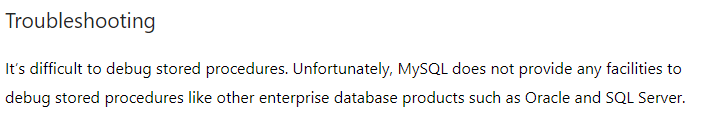 Troubleshooting
It's difficult to debug stored procedures. Unfortunately, MySQL does not provide any facilities to
debug stored procedures like other enterprise database products such as Oracle and SQL Server.